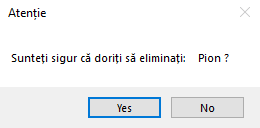 Atenție
Sunteți sigur că doriți să eliminați: Pion ?
Yes No